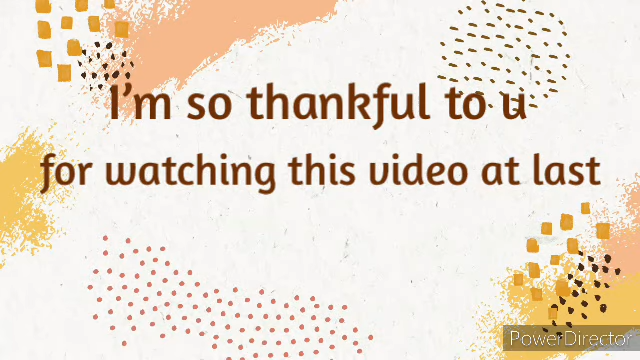 I'm so thankful to u
for watching this video at last
PowerDirector